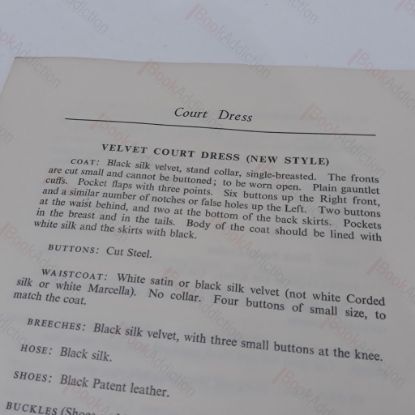 Court Dress
VELVET COURT DRESS (NEW STYLE)
COAT: Black silk velvet, stand collar, single-breasted. The fronts
are cut small and cannot be buttoned; to be worn open. Plain gauntlet
cuffs. Pocket flaps with three points. Six buttons up the Right front,
and a similar number of notches or false holes up the Left. Two buttons
at the waist behind, and two at the bottom of the back skirts. Pockets
in the breast and in the tails. Body of the coat should be lined with
white silk and the skirts with black.
BUTTONS: Cut Steel.
WAISTCOAT: White satin or black silk velvet (not white Corded
silk or white Marcella). No collar. Four buttons of small size, to
match the coat.
BREECHES: Black silk velvet, with three small buttons at the knee.
HOSE: Black silk.
SHOES: Black Patent leather.
BUCKLES